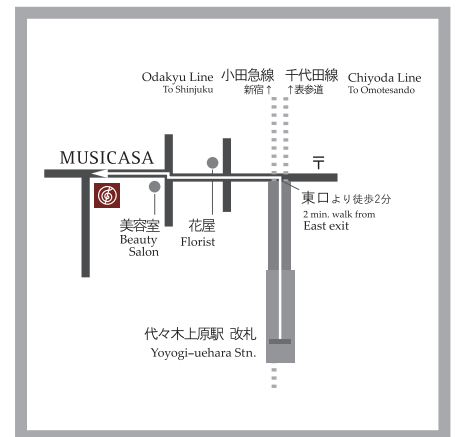 Odakyu Line 小田急線 千代田線 Chiyoda Line
To Shinjuku 新宿↑ ↑表参道 To Omotesando
MUSICASA
〒
東口より徒歩2分
2 min. walk from
East exit
美容室 花屋
Beauty Florist
Salon
代々木上原駅 改札
Yoyogi-uehara Stn.